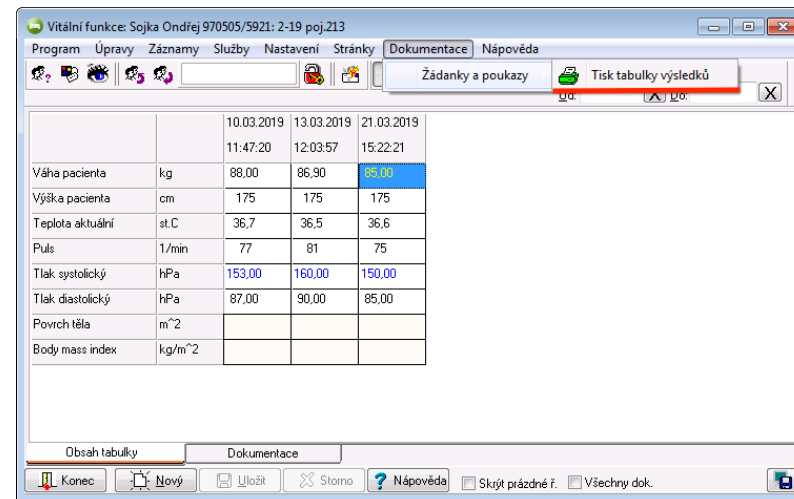 Vitální funkce: Sojka Ondřej 970505/5921: 2-19 poj.213
Program Úpravy Záznamy Služby Nastavení Stránky Dokumentace Nápověda
Žádanky a poukazy Tisk tabulky výsledků
Od: X Do: X
10.03.2019 13.03.2019 21.03.2019
11:47:20 12:03:57 15:22:21
Váha pacienta kg 88,00 86,90 85,00
Výška pacienta cm 175 175 175
Teplota aktuální st.C 36,7 36,5 36,6
Puls 1/min 77 81 75
Tlak systolický hPa 153,00 160,00 150,00
Tlak diastolický hPa 87,00 90,00 85,00
Povrch těla m^2
Body mass index kg/m^2
Obsah tabulky Dokumentace
Konec Nový Uložit Storno ? Nápověda Skrýt prázdné ř. Všechny dok.